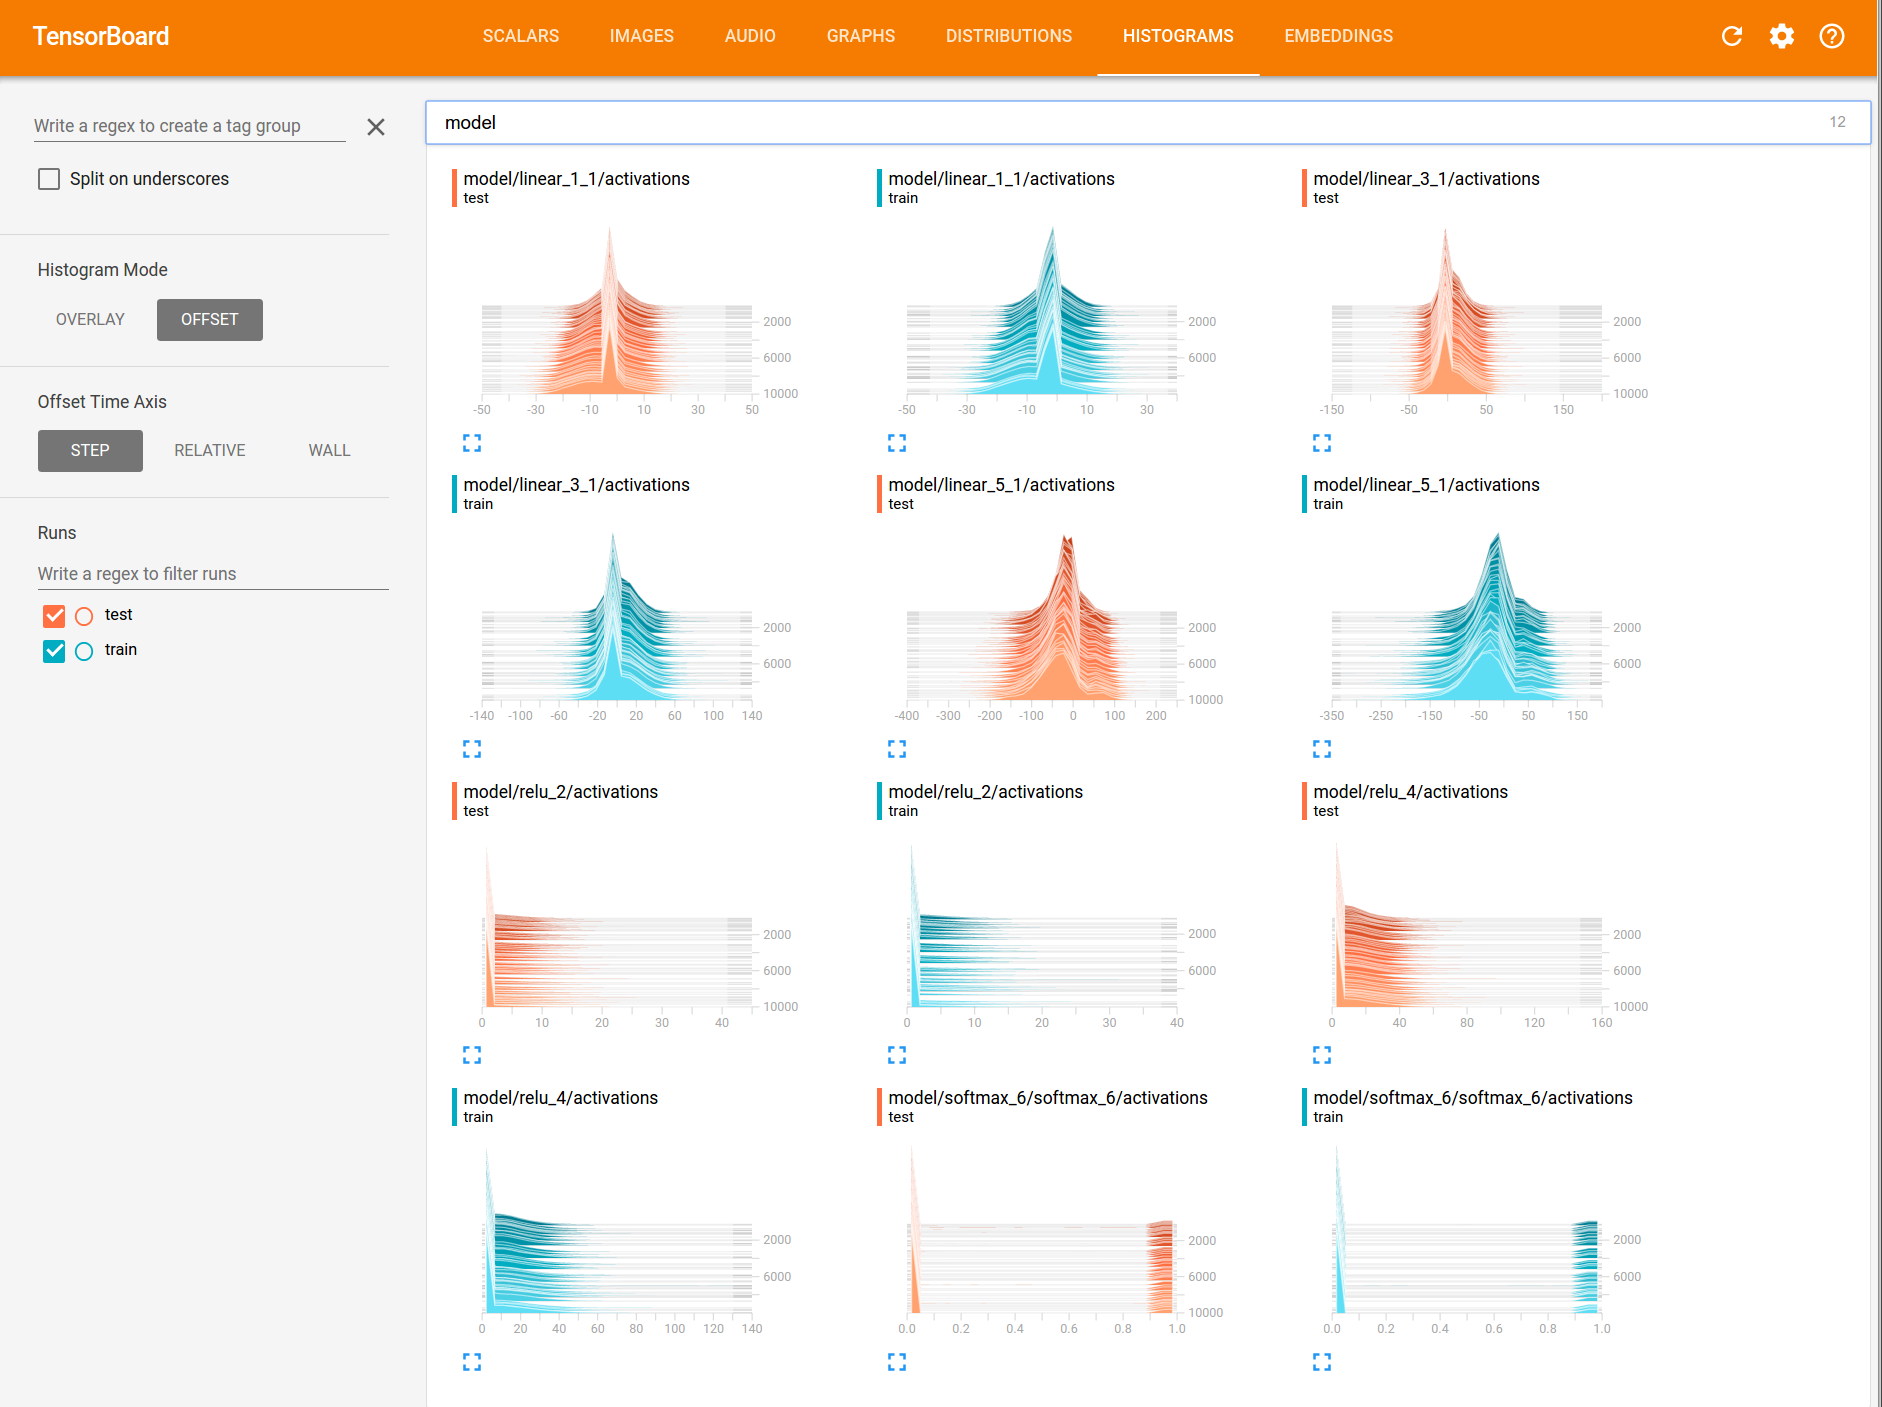 TensorBoard
SCALARS IMAGES AUDIO GRAPHS DISTRIBUTIONS HISTOGRAMS EMBEDDINGS
Write a regex to create a tag group
Split on underscores
Histogram Mode
OVERLAY OFFSET
Offset Time Axis
STEP RELATIVE WALL
Runs
Write a regex to filter runs
test
train
model 12
model/linear_1_1/activations
test
2000
6000
10000
-50 -30 -10 10 30 50
model/linear_1_1/activations
train
2000
6000
-50 -30 -10 10 30
model/linear_3_1/activations
test
2000
6000
10000
-150 -50 50 150
model/linear_3_1/activations
train
2000
6000
-140 -100 -60 -20 20 60 100 140
model/linear_5_1/activations
test
2000
6000
10000
-400 -300 -200 -100 0 100 200
model/linear_5_1/activations
train
2000
6000
-350 -250 -150 -50 50 150
model/relu_2/activations
test
2000
6000
10000
0 10 20 30 40
model/relu_2/activations
train
2000
6000
0 10 20 30 40
model/relu_4/activations
test
2000
6000
10000
0 40 80 120 160
model/relu_4/activations
train
2000
6000
0 20 40 60 80 100 120 140
model/softmax_6/softmax_6/activations
test
2000
6000
10000
0.0 0.2 0.4 0.6 0.8 1.0
model/softmax_6/softmax_6/activations
train
2000
6000
0.0 0.2 0.4 0.6 0.8 1.0